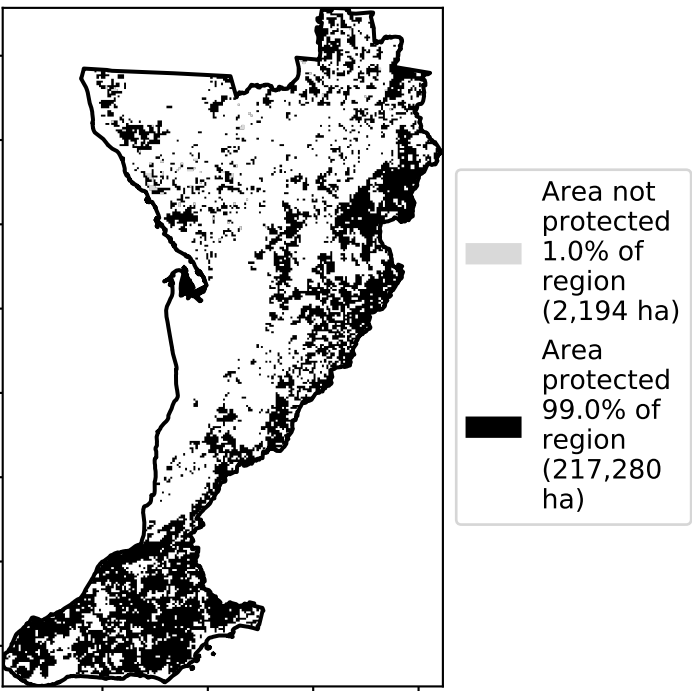 Area not
protected
1.0% of
region
(2,194 ha)
Area
protected
99.0% of
region
(217,280
ha)